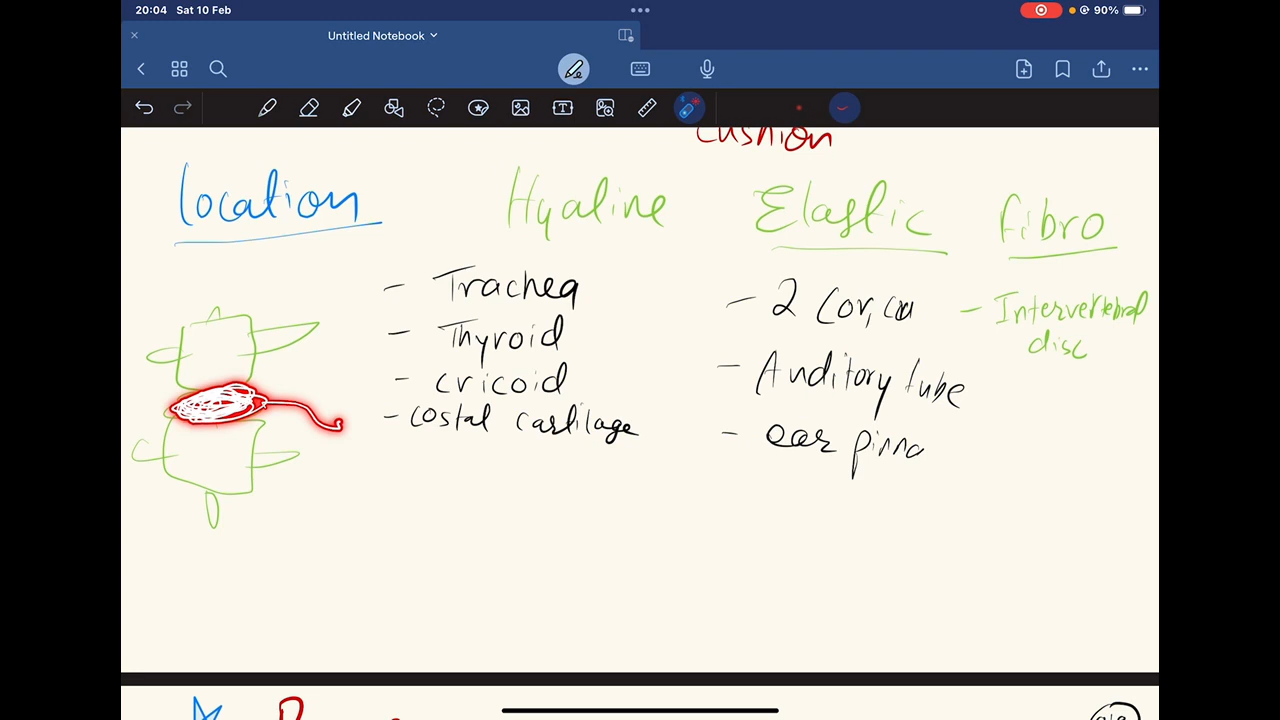 20:04 Sat 10 Feb
90%
Untitled Notebook
cushion
Location Hyaline Elastic Fibro
- Trachea
- Thyroid
- cricoid
- costal cartilage
- 2 Cor, cu
- Auditory tube
- ear pinna
- Intervertebral
disc